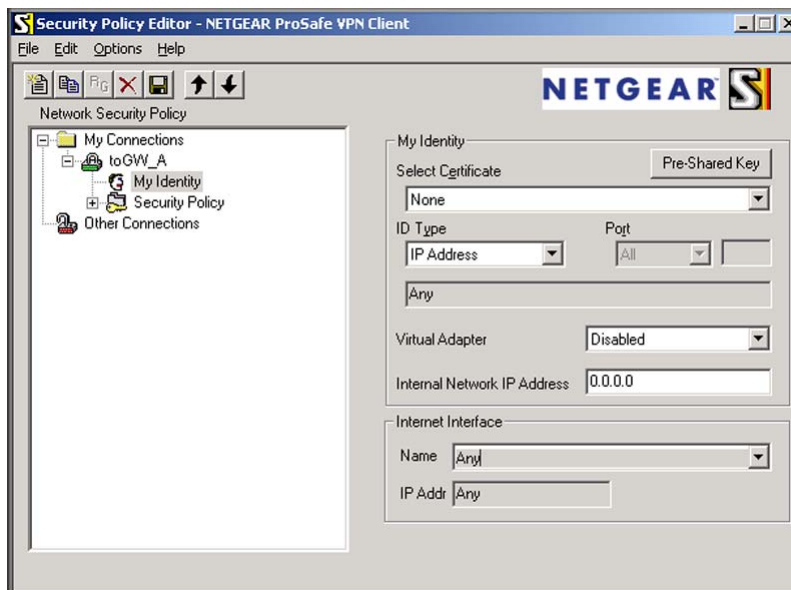 Security Policy Editor - NETGEAR ProSafe VPN Client
File Edit Options Help
NETGEAR
Network Security Policy
My Connections
toGW_A
My Identity
Security Policy
Other Connections
My Identity
Select Certificate
Pre-Shared Key
None
ID Type
Port
IP Address
All
Any
Virtual Adapter
Disabled
Internal Network IP Address
0.0.0.0
Internet Interface
Name
Any
IP Addr
Any